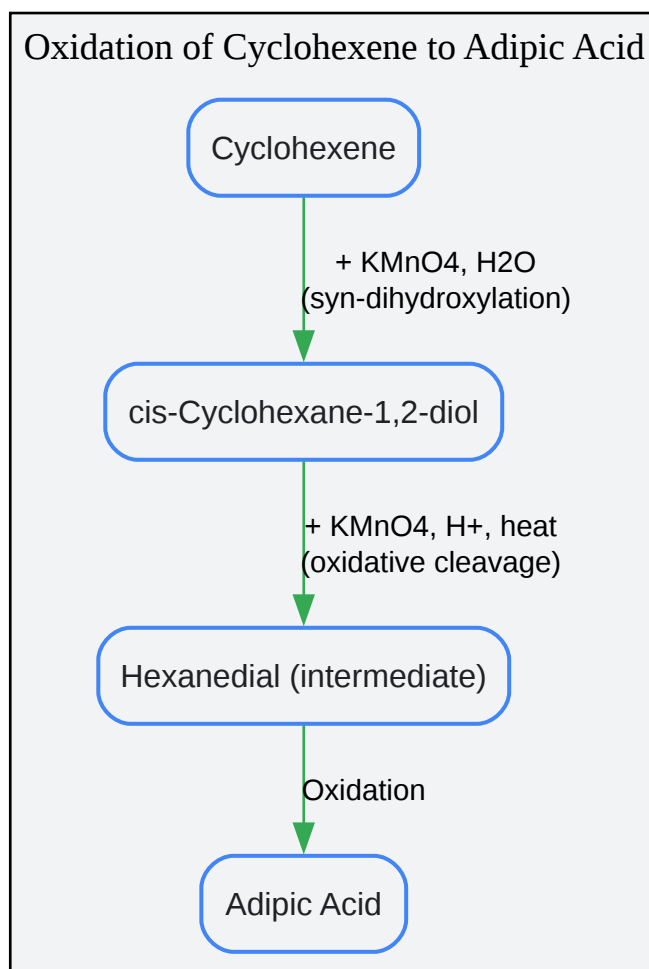 Oxidation of Cyclohexene to Adipic Acid
Cyclohexene
+ KMnO4, H2O
(syn-dihydroxylation)
cis-Cyclohexane-1,2-diol
+ KMnO4, H+, heat
(oxidative cleavage)
Hexanedial (intermediate)
Oxidation
Adipic Acid